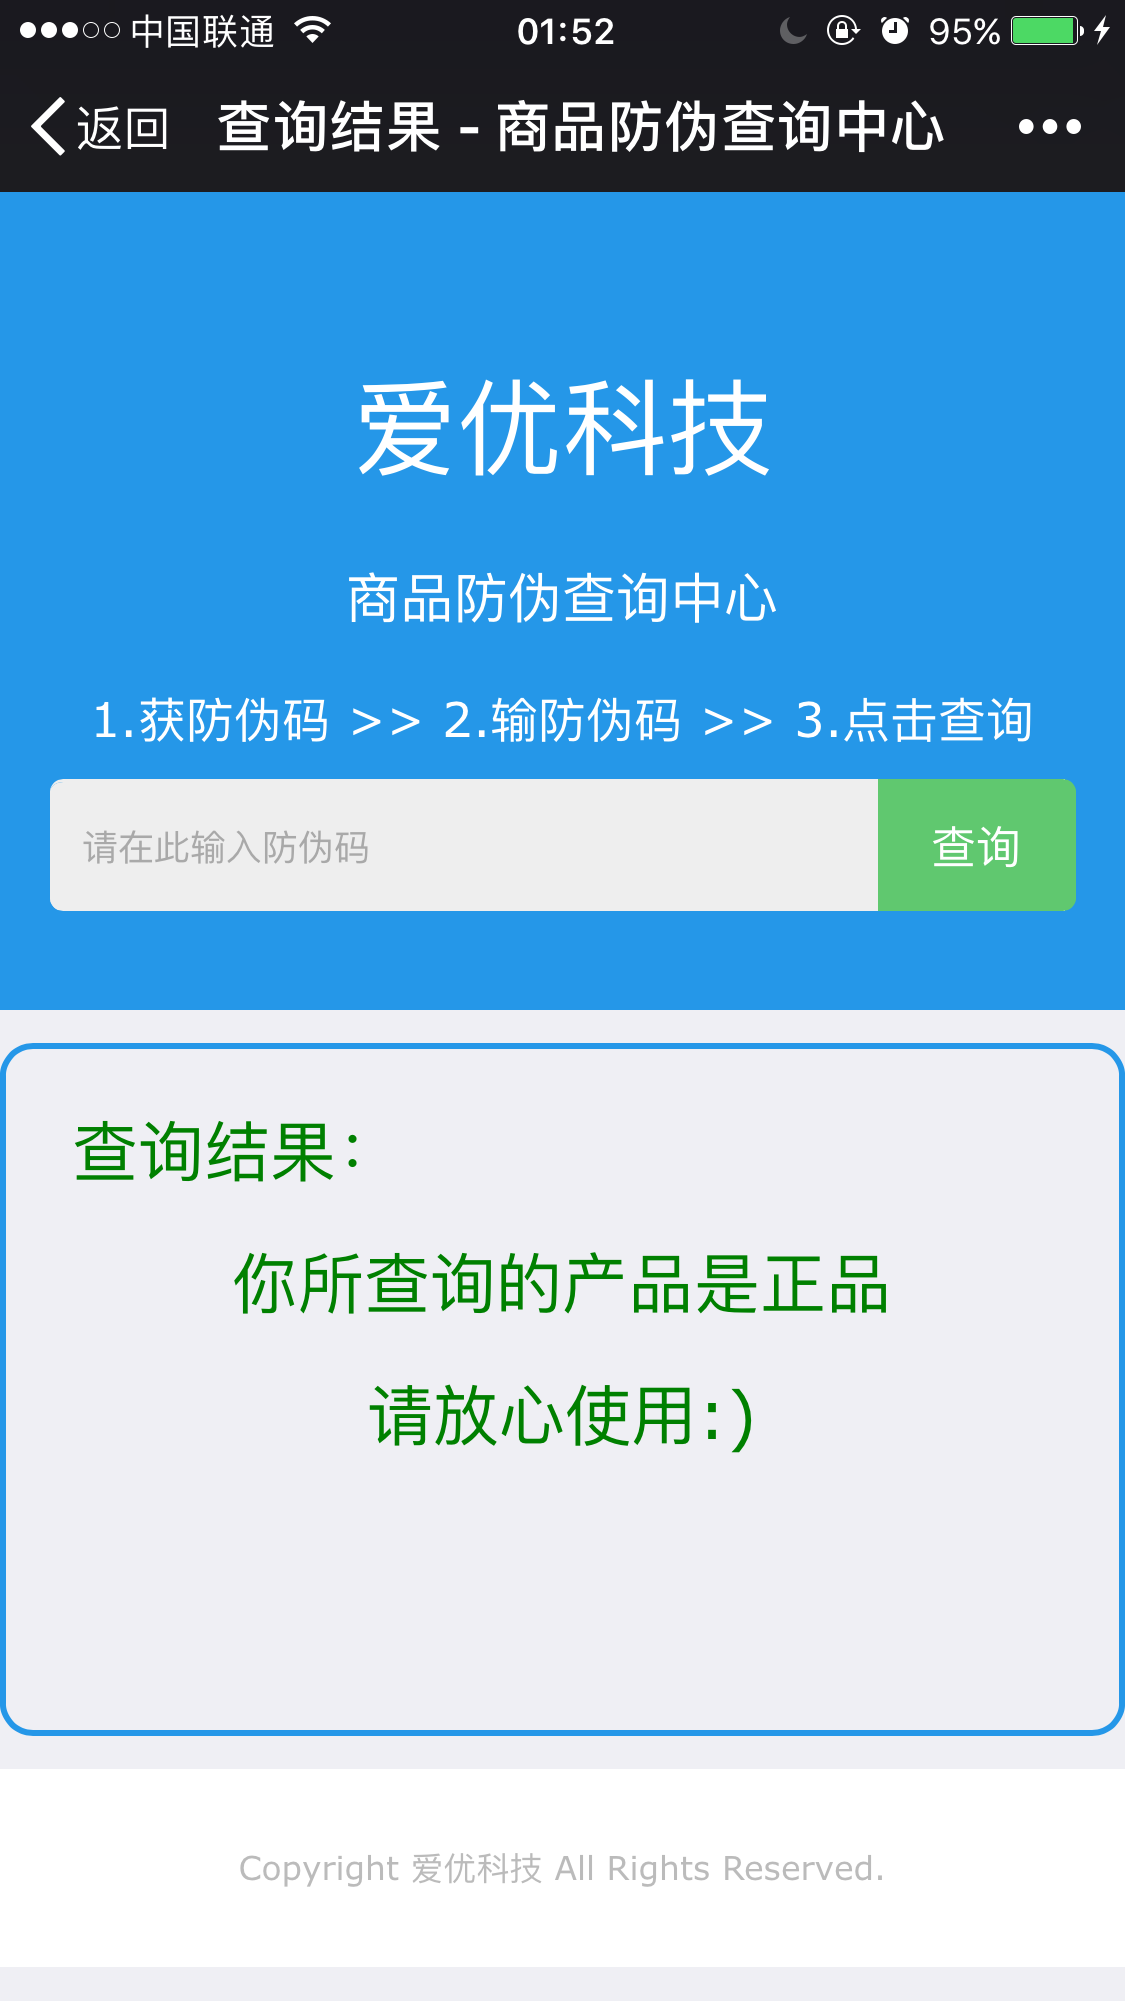 中国联通 01:52 95%
返回 查询结果 - 商品防伪查询中心
爱优科技
商品防伪查询中心
1.获防伪码 >> 2.输防伪码 >> 3.点击查询
请在此输入防伪码 查询
查询结果：
你所查询的产品是正品
请放心使用:)
Copyright 爱优科技 All Rights Reserved.